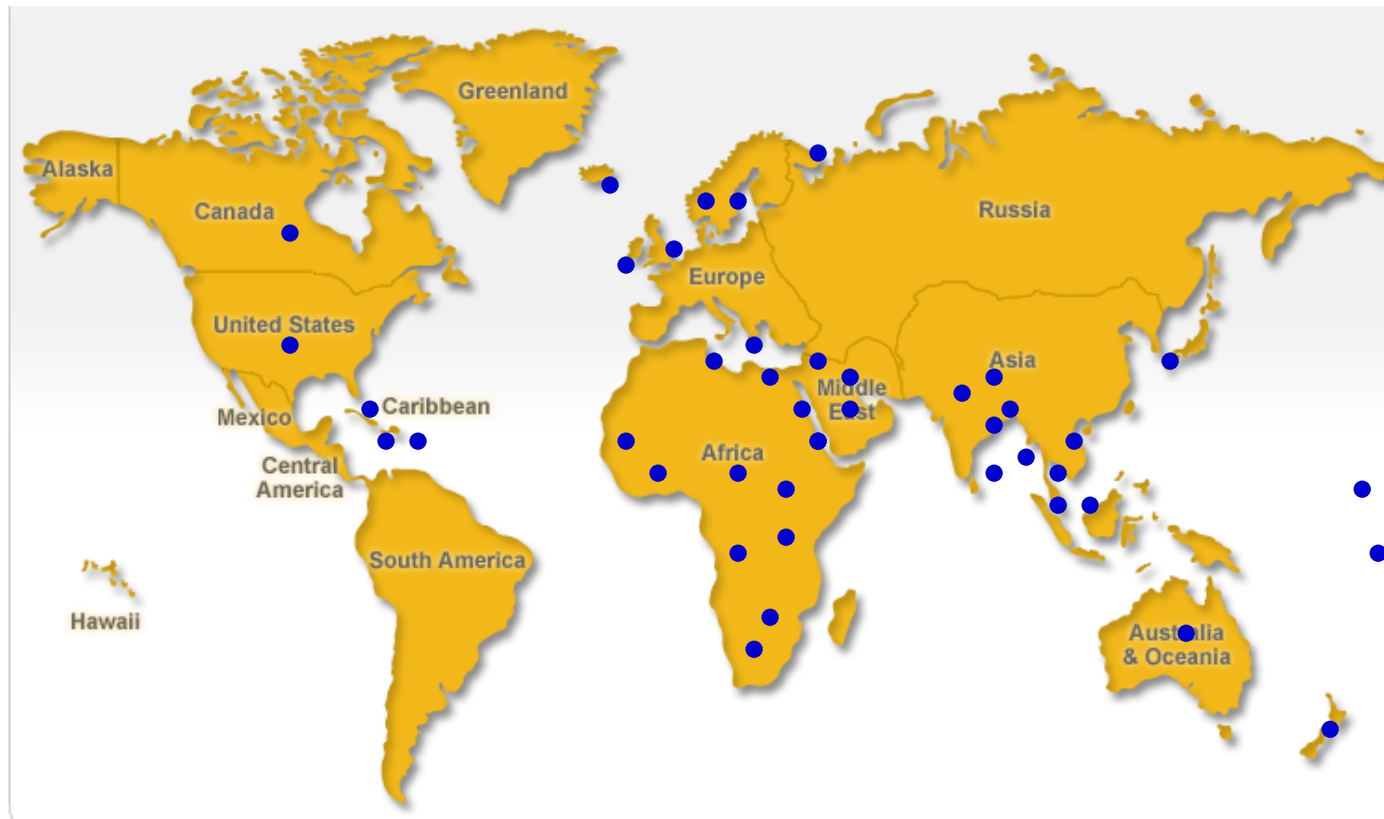 Greenland
Alaska
Canada
Russia
Europe
United States
Asia
Middle
East
Mexico
Caribbean
Africa
Central
America
South America
Hawaii
Australia
& Oceania